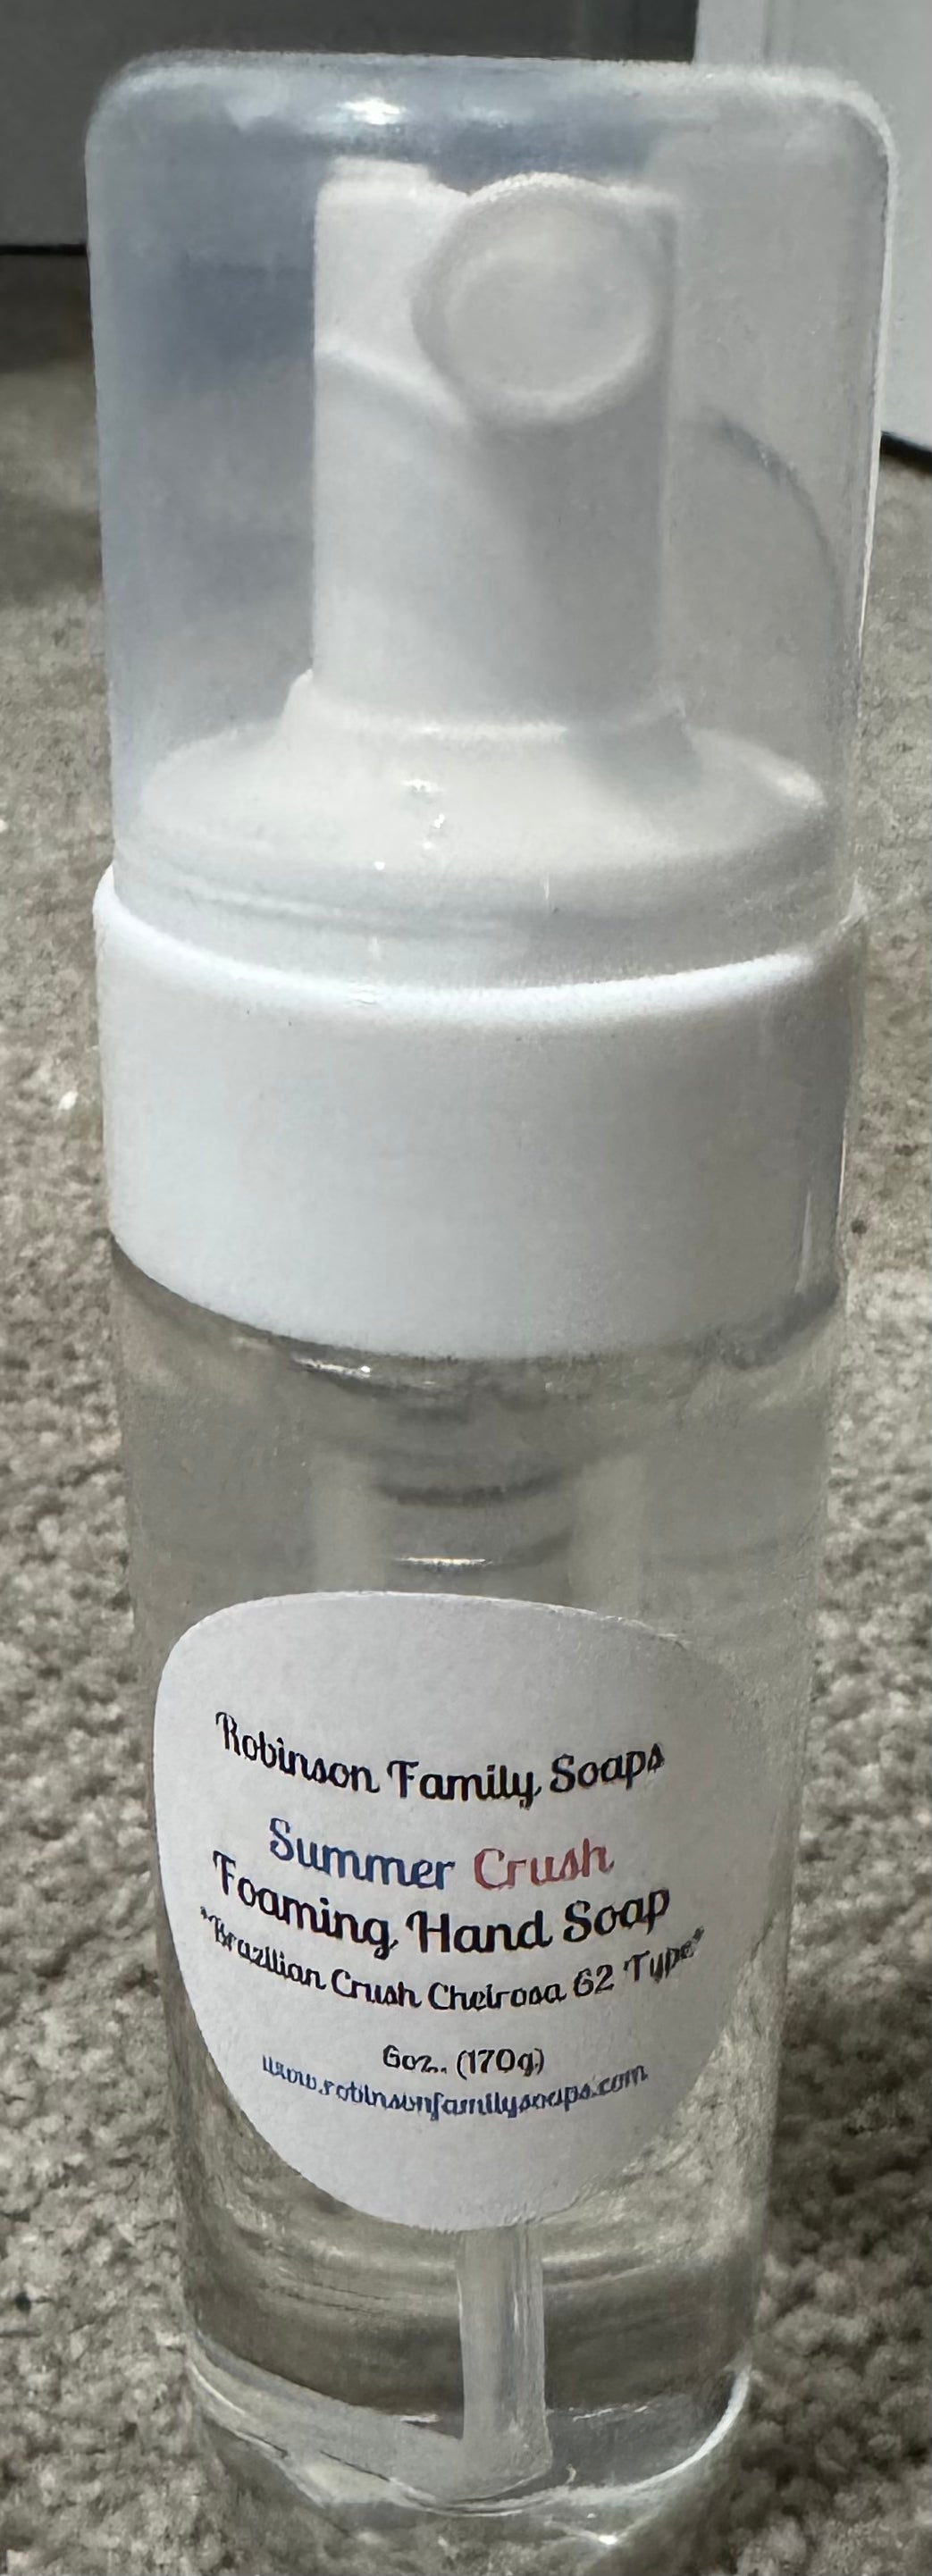 Robinson Family Soaps
Summer Crush
Foaming Hand Soap
"Brazilian Crush Cheirosa 62 Type"
6oz. (170g)
www.robinsonfamilysoaps.com